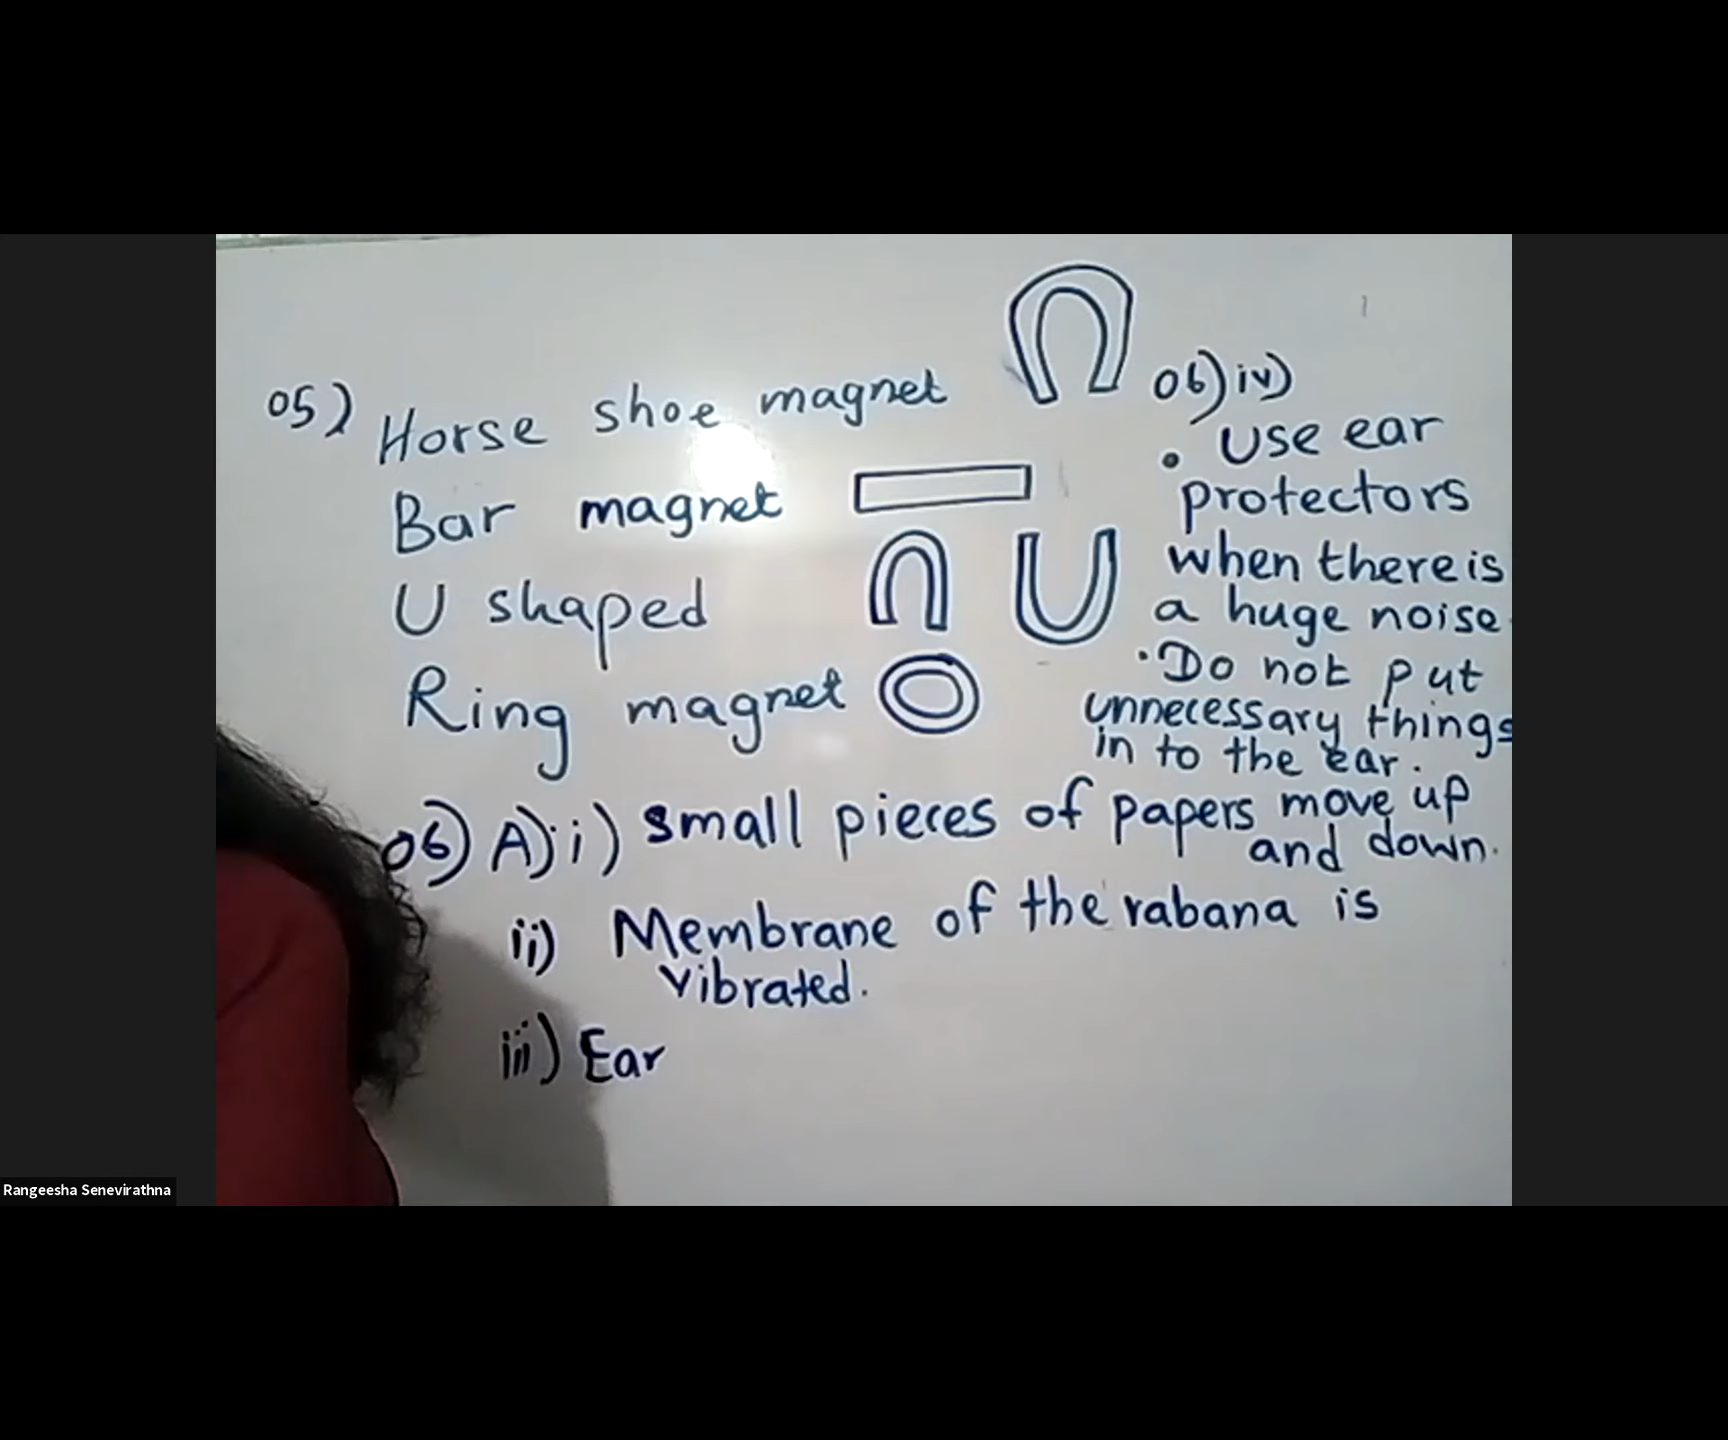 05) Horse shoe magnet
Bar magnet
U shaped
Ring magnet
06) iv)
• Use ear
protectors
when there is
a huge noise.
• Do not put
unnecessary things
in to the ear.
06) A) i) small pieces of papers move up
and down.
ii) Membrane of the rabana is
vibrated.
iii) Ear
Rangeesha Senevirathna